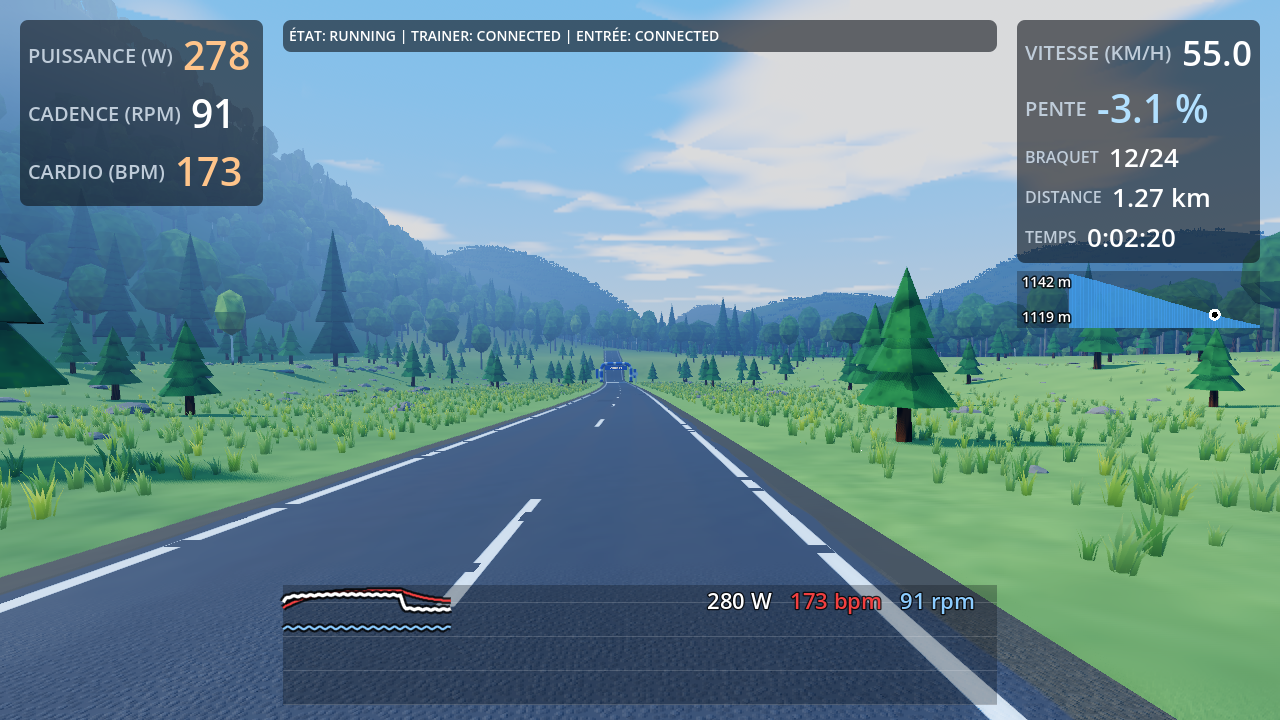 PUISSANCE (W) 278
CADENCE (RPM) 91
CARDIO (BPM) 173
ÉTAT: RUNNING | TRAINER: CONNECTED | ENTRÉE: CONNECTED
VITESSE (KM/H) 55.0
PENTE -3.1 %
BRAQUET 12/24
DISTANCE 1.27 km
TEMPS 0:02:20
1142 m
1119 m
280 W 173 bpm 91 rpm